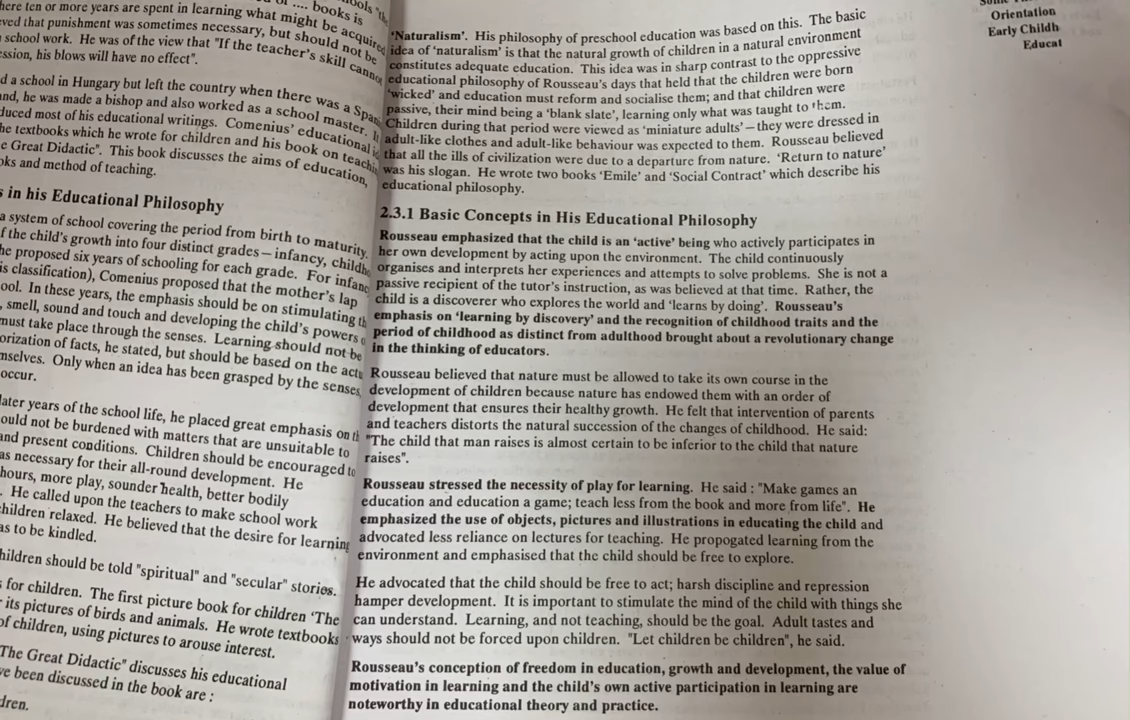 here ten or more years are spent in learning what might be acquired
ved that punishment was sometimes necessary, but should not be
school work. He was of the view that "If the teacher's skill cannot
ssion, his blows will have no effect".
d a school in Hungary but left the country when there was a Span
nd, he was made a bishop and also worked as a school master. I
duced most of his educational writings. Comenius' educational i
he textbooks which he wrote for children and his book on teachin
e Great Didactic". This book discusses the aims of education,
oks and method of teaching.
s in his Educational Philosophy
a system of school covering the period from birth to maturity.
f the child's growth into four distinct grades—infancy, childh
he proposed six years of schooling for each grade. For infanc
is classification), Comenius proposed that the mother's lap
ool. In these years, the emphasis should be on stimulating th
, smell, sound and touch and developing the child's powers o
must take place through the senses. Learning should not be
orization of facts, he stated, but should be based on the actu
mselves. Only when an idea has been grasped by the senses,
occur.
later years of the school life, he placed great emphasis on th
ould not be burdened with matters that are unsuitable to
and present conditions. Children should be encouraged to
as necessary for their all-round development. He
hours, more play, sounder health, better bodily
. He called upon the teachers to make school work
children relaxed. He believed that the desire for learning
as to be kindled.
hildren should be told "spiritual" and "secular" stories.
s for children. The first picture book for children 'The
r its pictures of birds and animals. He wrote textbooks
of children, using pictures to arouse interest.
The Great Didactic" discusses his educational
ve been discussed in the book are :
dren.
'Naturalism'. His philosophy of preschool education was based on this. The basic
idea of 'naturalism' is that the natural growth of children in a natural environment
constitutes adequate education. This idea was in sharp contrast to the oppressive
educational philosophy of Rousseau's days that held that the children were born
'wicked' and education must reform and socialise them; and that children were
passive, their mind being a 'blank slate', learning only what was taught to them.
Children during that period were viewed as 'miniature adults'—they were dressed in
adult-like clothes and adult-like behaviour was expected to them. Rousseau believed
that all the ills of civilization were due to a departure from nature. 'Return to nature'
was his slogan. He wrote two books 'Emile' and 'Social Contract' which describe his
educational philosophy.
2.3.1 Basic Concepts in His Educational Philosophy
Rousseau emphasized that the child is an 'active' being who actively participates in
her own development by acting upon the environment. The child continuously
organises and interprets her experiences and attempts to solve problems. She is not a
passive recipient of the tutor's instruction, as was believed at that time. Rather, the
child is a discoverer who explores the world and 'learns by doing'. Rousseau's
emphasis on 'learning by discovery' and the recognition of childhood traits and the
period of childhood as distinct from adulthood brought about a revolutionary change
in the thinking of educators.
Rousseau believed that nature must be allowed to take its own course in the
development of children because nature has endowed them with an order of
development that ensures their healthy growth. He felt that intervention of parents
and teachers distorts the natural succession of the changes of childhood. He said:
"The child that man raises is almost certain to be inferior to the child that nature
raises".
Rousseau stressed the necessity of play for learning. He said : "Make games an
education and education a game; teach less from the book and more from life". He
emphasized the use of objects, pictures and illustrations in educating the child and
advocated less reliance on lectures for teaching. He propogated learning from the
environment and emphasised that the child should be free to explore.
He advocated that the child should be free to act; harsh discipline and repression
hamper development. It is important to stimulate the mind of the child with things she
can understand. Learning, and not teaching, should be the goal. Adult tastes and
ways should not be forced upon children. "Let children be children", he said.
Rousseau's conception of freedom in education, growth and development, the value of
motivation in learning and the child's own active participation in learning are
noteworthy in educational theory and practice.
Orientation
Early Childh
Educat